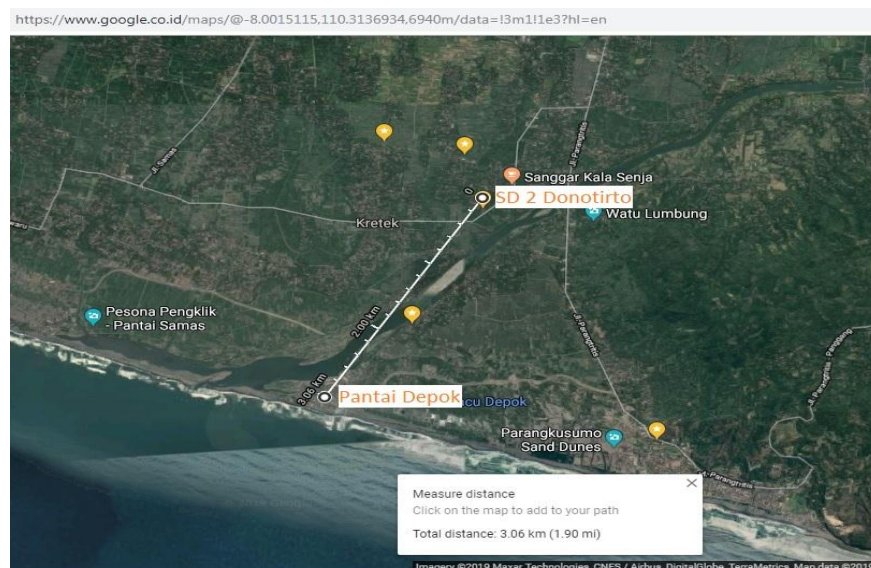 https://www.google.co.id/maps/@-8.0015115,110.3136934,6940m/data=!3m1!1e3?hl=en
Jl. Samas
Jl. Parangtritis
0
Sanggar Kala Senja
SD 2 Donotirto
Watu Lumbung
Kretek
Pesona Pengklik
- Pantai Samas
2.00 km
Jl. Parangtritis
3.06 km
Pantai Depok
cu Depok
Parangkusumo
Sand Dunes
Measure distance
Click on the map to add to your path
Total distance: 3.06 km (1.90 mi)
Imagery ©2019 Maxar Technologies, CNES / Airbus, DigitalGlobe, TerraMetrics, Map data ©2019